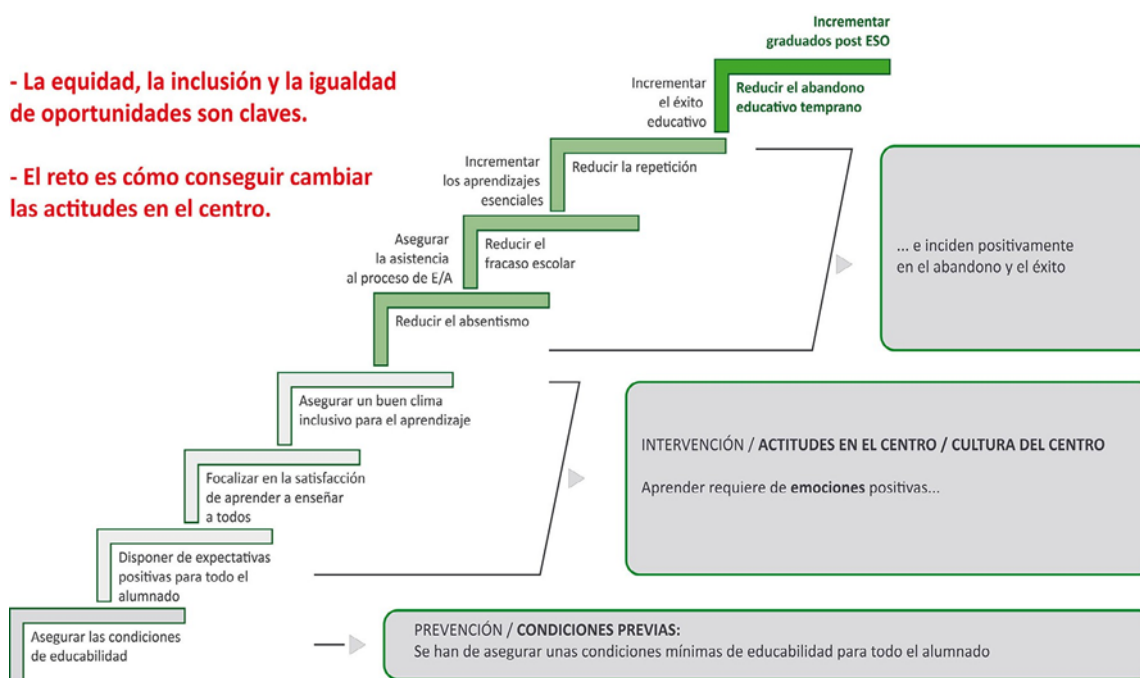 - La equidad, la inclusión y la igualdad
de oportunidades son claves.
- El reto es cómo conseguir cambiar
las actitudes en el centro.
Incrementar
graduados post ESO
Reducir el abandono
educativo temprano
Incrementar
el éxito
educativo
Reducir la repetición
Incrementar
los aprendizajes
esenciales
Reducir el
fracaso escolar
Asegurar
la asistencia
al proceso de E/A
Reducir el absentismo
... e inciden positivamente
en el abandono y el éxito
Asegurar un buen clima
inclusivo para el aprendizaje
INTERVENCIÓN / ACTITUDES EN EL CENTRO / CULTURA DEL CENTRO
Aprender requiere de emociones positivas...
Focalizar en la satisfacción
de aprender a enseñar
a todos
Disponer de expectativas
positivas para todo el
alumnado
Asegurar las condiciones
de educabilidad
PREVENCIÓN / CONDICIONES PREVIAS:
Se han de asegurar unas condiciones mínimas de educabilidad para todo el alumnado